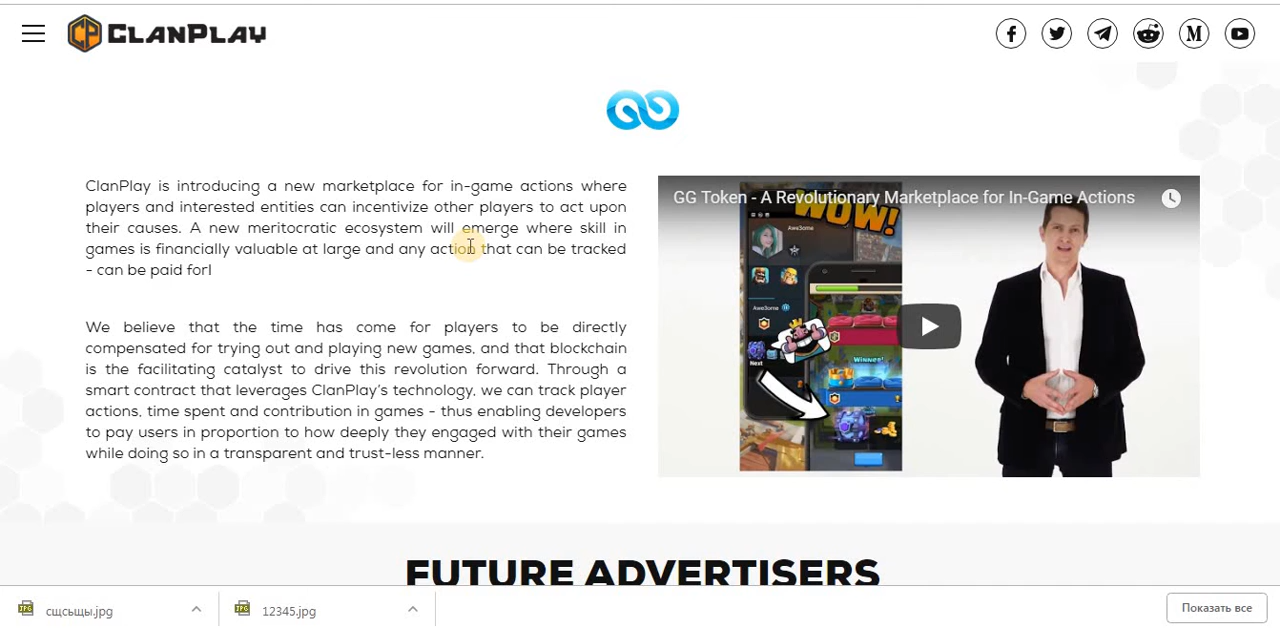 CLANPLAY
ClanPlay is introducing a new marketplace for in-game actions where
players and interested entities can incentivize other players to act upon
their causes. A new meritocratic ecosystem will emerge where skill in
games is financially valuable at large and any action that can be tracked
- can be paid for!
We believe that the time has come for players to be directly
compensated for trying out and playing new games, and that blockchain
is the facilitating catalyst to drive this revolution forward. Through a
smart contract that leverages ClanPlay's technology, we can track player
actions, time spent and contribution in games - thus enabling developers
to pay users in proportion to how deeply they engaged with their games
while doing so in a transparent and trust-less manner.
GG Token - A Revolutionary Marketplace for In-Game Actions
WOW!
Awe3ome
Awe3ome
Next
WINNER!
FUTURE ADVERTISERS
сщсьщы.jpg
12345.jpg
Показать все